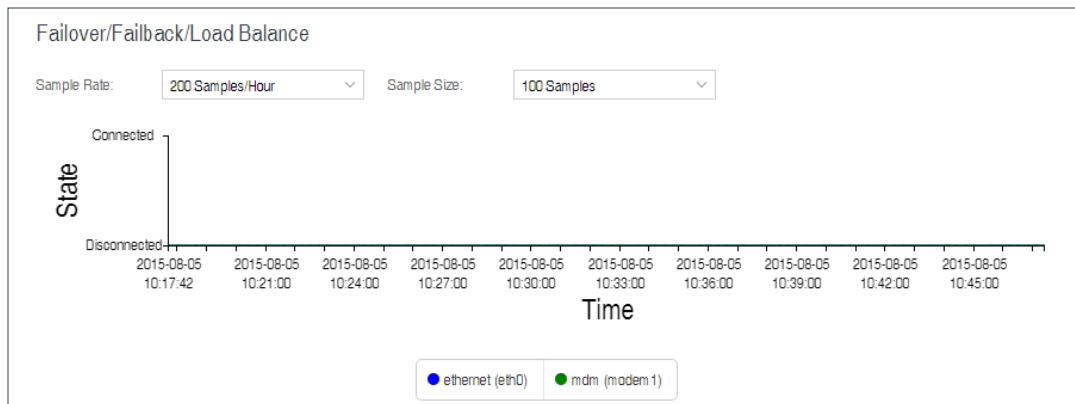 Failover/Failback/Load Balance
Sample Rate: 200 Samples/Hour Sample Size: 100 Samples
Connected
State
Disconnected
2015-08-05 2015-08-05 2015-08-05 2015-08-05 2015-08-05 2015-08-05 2015-08-05 2015-08-05 2015-08-05 2015-08-05
10:17:42 10:21:00 10:24:00 10:27:00 10:30:00 10:33:00 10:36:00 10:39:00 10:42:00 10:45:00
Time
ethernet (eth0) mdm (modem1)